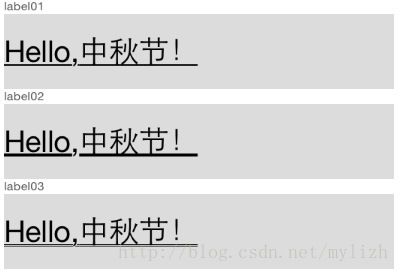 label01
Hello,中秋节！
label02
Hello,中秋节！
label03
Hello,中秋节！
http://blog.csdn.net/mylizh